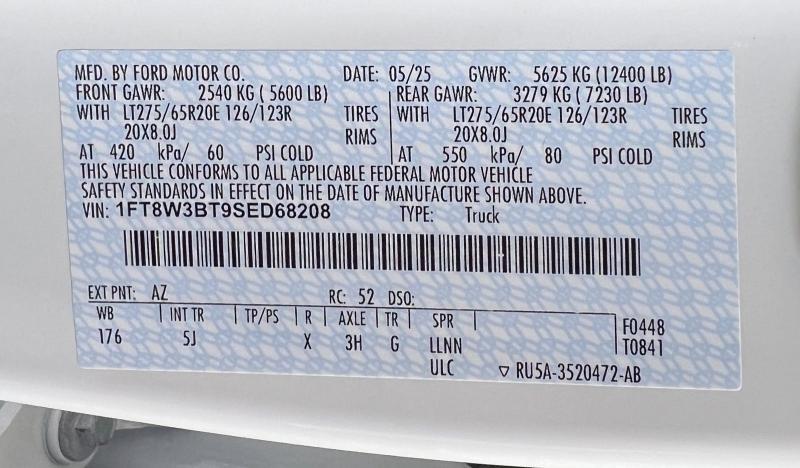 MFD. BY FORD MOTOR CO. DATE: 05/25 GVWR: 5625 KG (12400 LB)
FRONT GAWR: 2540 KG ( 5600 LB) REAR GAWR: 3279 KG ( 7230 LB)
WITH LT275/65R20E 126/123R TIRES WITH LT275/65R20E 126/123R TIRES
20X8.0J RIMS 20X8.0J RIMS
AT 420 kPa/ 60 PSI COLD AT 550 kPa/ 80 PSI COLD
THIS VEHICLE CONFORMS TO ALL APPLICABLE FEDERAL MOTOR VEHICLE
SAFETY STANDARDS IN EFFECT ON THE DATE OF MANUFACTURE SHOWN ABOVE.
VIN: 1FT8W3BT9SED68208 TYPE: Truck
EXT PNT: AZ RC: 52 DSO:
WB INT TR TP/PS R AXLE TR SPR F0448
176 5J X 3H G LLNN T0841
ULC ▽ RU5A-3520472-AB